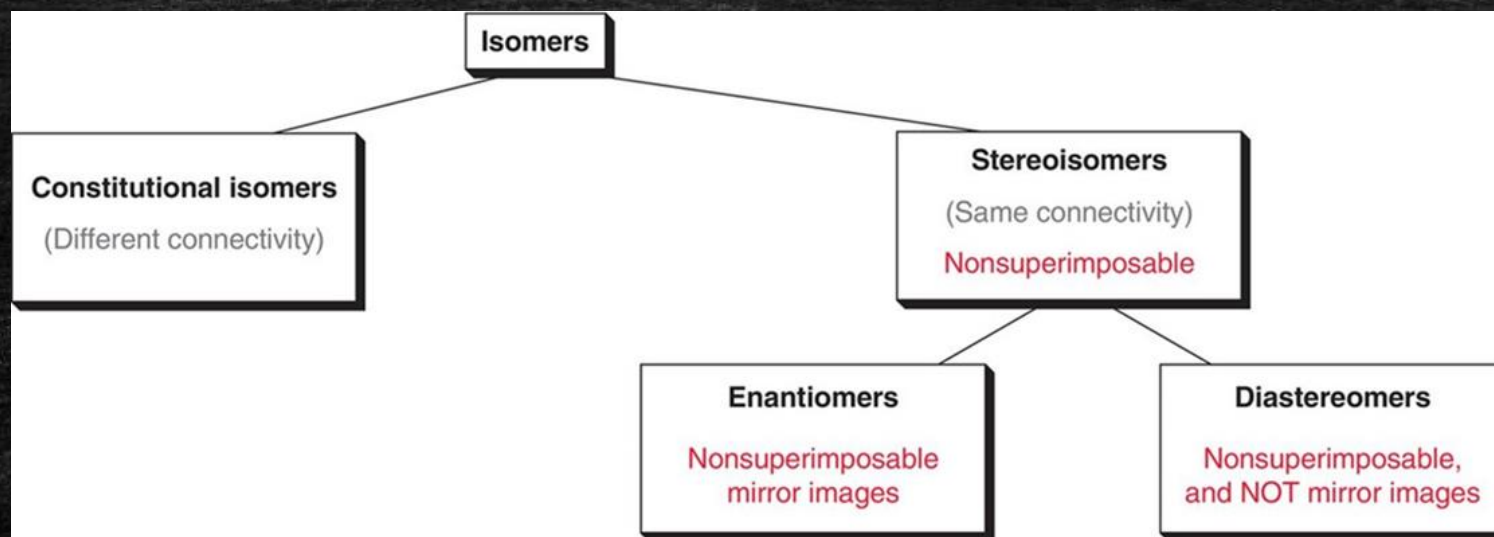 Isomers
Constitutional isomers
(Different connectivity)
Stereoisomers
(Same connectivity)
Nonsuperimposable
Enantiomers
Nonsuperimposable
mirror images
Diastereomers
Nonsuperimposable,
and NOT mirror images